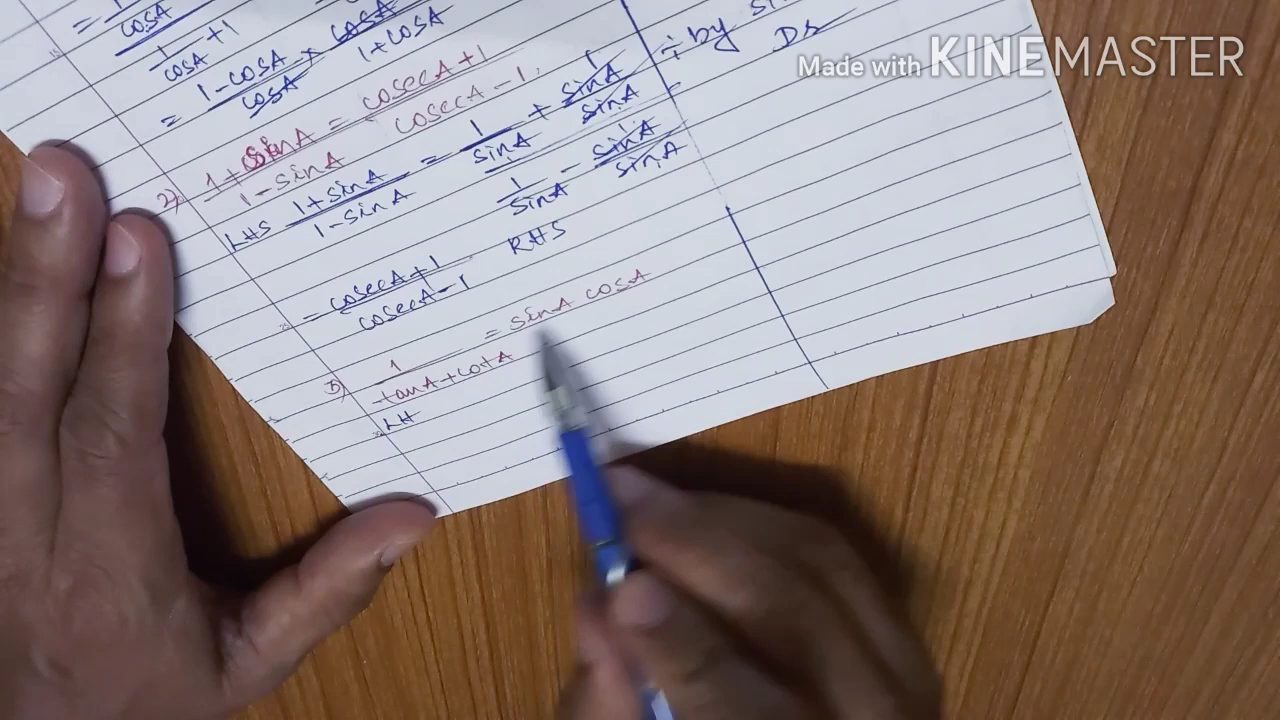 = 1/cosA
1/cosA + 1
= 1 - cosA/cosA × cosA/1 + cosA
2) 1 + sinA/1 - sinA = cosecA + 1/cosecA - 1
LHS 1 + sinA/1 - sinA = 1/sinA + sinA/sinA ÷ by
1/sinA - sinA/sinA
= cosecA + 1/cosecA - 1 RHS
3) 1/tanA + cotA = sinA cosA
LH
Made with KINEMASTER